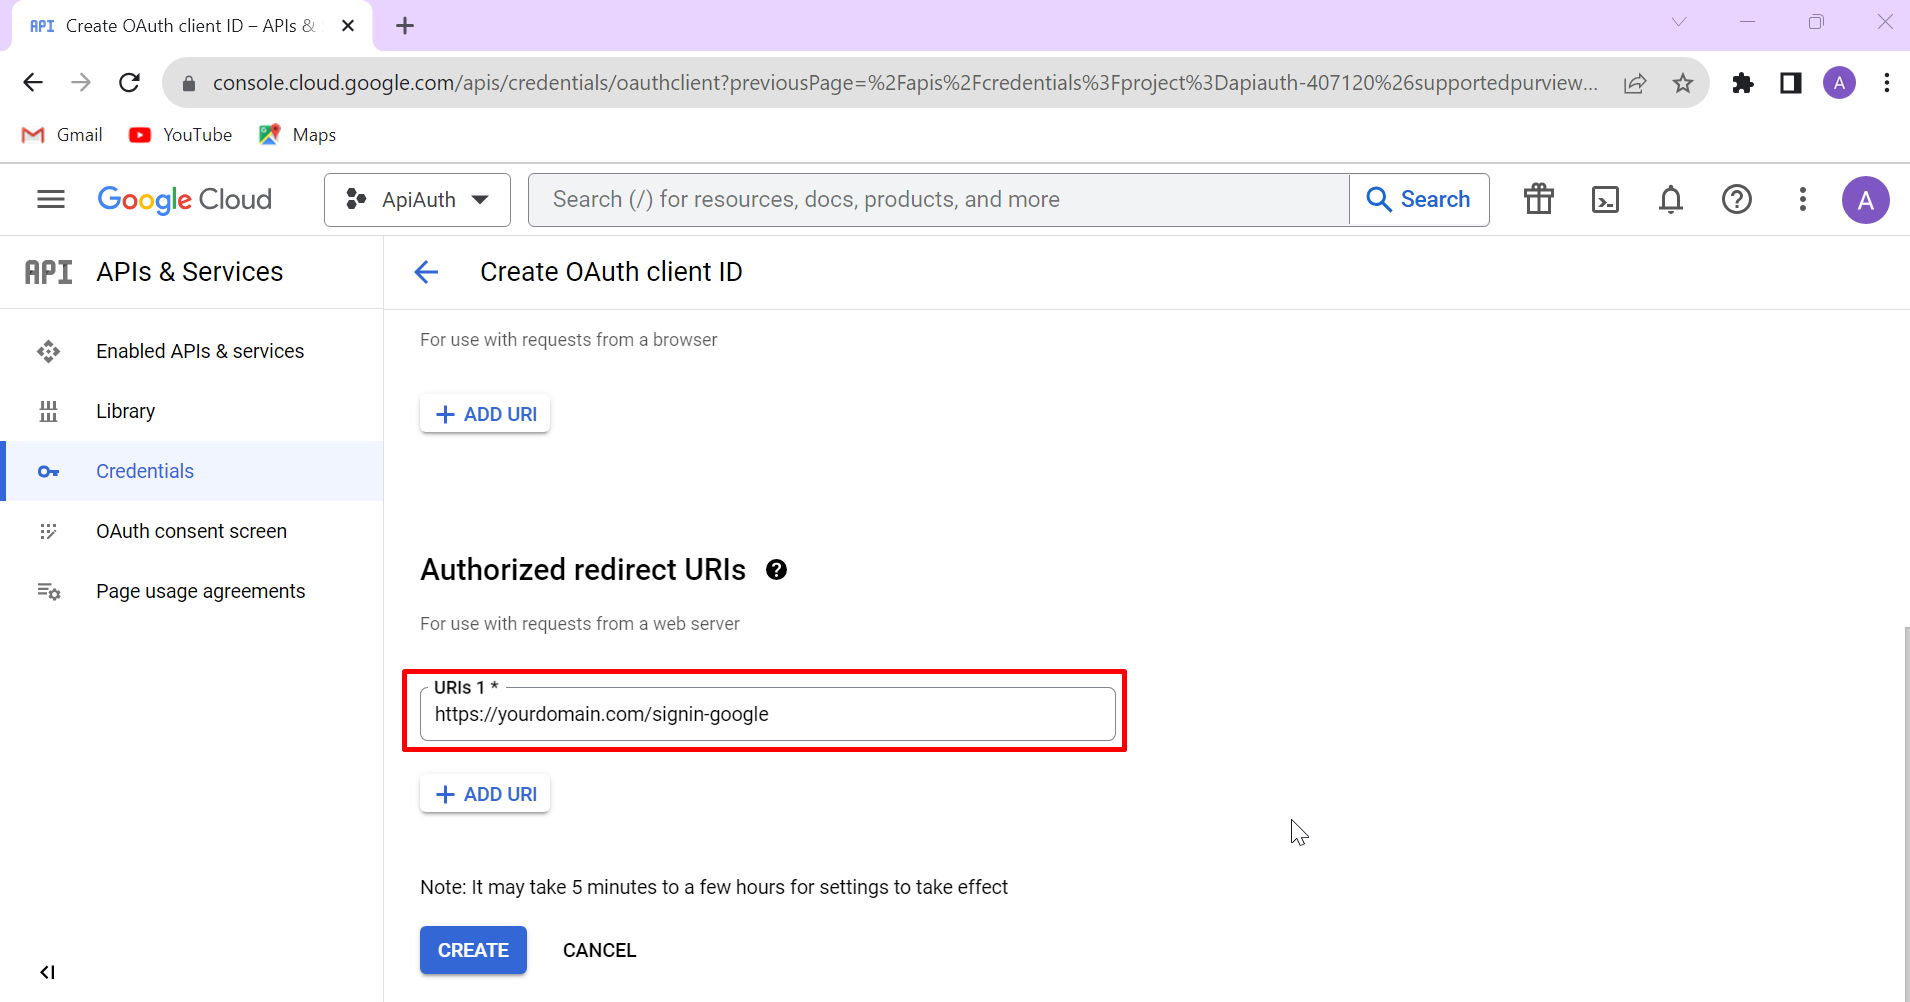 API Create OAuth client ID – APIs &
console.cloud.google.com/apis/credentials/oauthclient?previousPage=%2Fapis%2Fcredentials%3Fproject%3Dapiauth-407120%26supportedpurview...
A
Gmail YouTube Maps
Google Cloud ApiAuth Search (/) for resources, docs, products, and more Search A
API APIs & Services
Create OAuth client ID
Enabled APIs & services
Library
Credentials
OAuth consent screen
Page usage agreements
For use with requests from a browser
ADD URI
Authorized redirect URIs
For use with requests from a web server
URIs 1 *
https://yourdomain.com/signin-google
ADD URI
Note: It may take 5 minutes to a few hours for settings to take effect
CREATE CANCEL